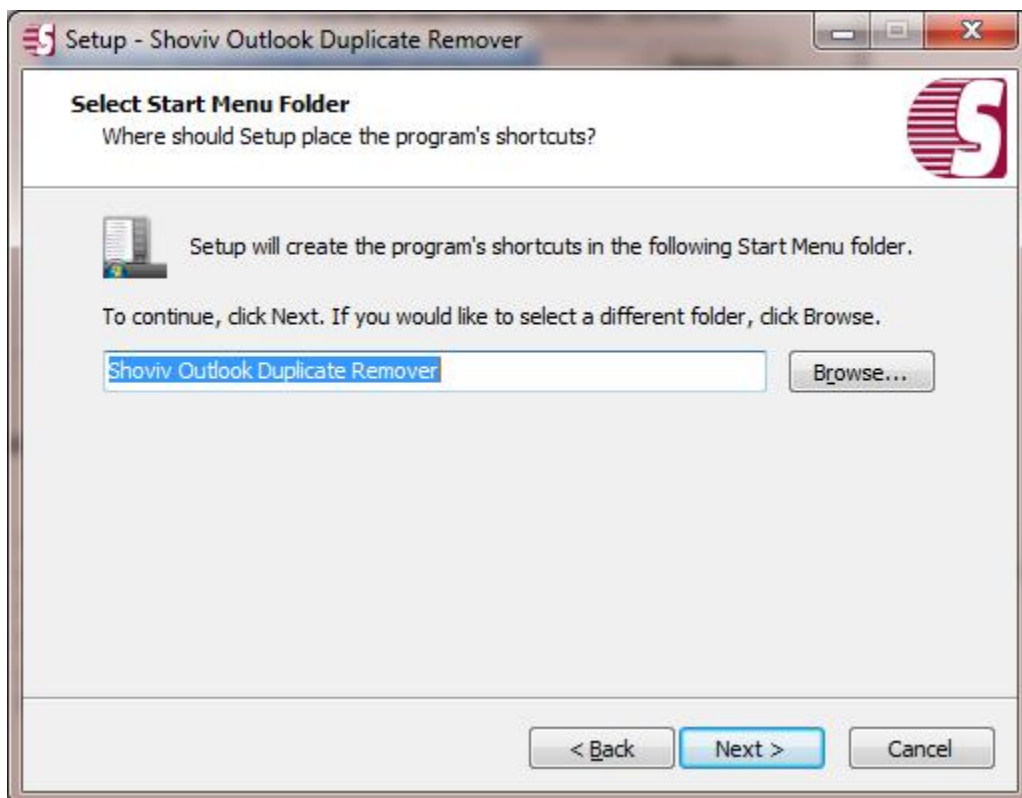 Setup - Shoviv Outlook Duplicate Remover
Select Start Menu Folder
Where should Setup place the program's shortcuts?
Setup will create the program's shortcuts in the following Start Menu folder.
To continue, click Next. If you would like to select a different folder, click Browse.
Shoviv Outlook Duplicate Remover
Browse...
< Back
Next >
Cancel